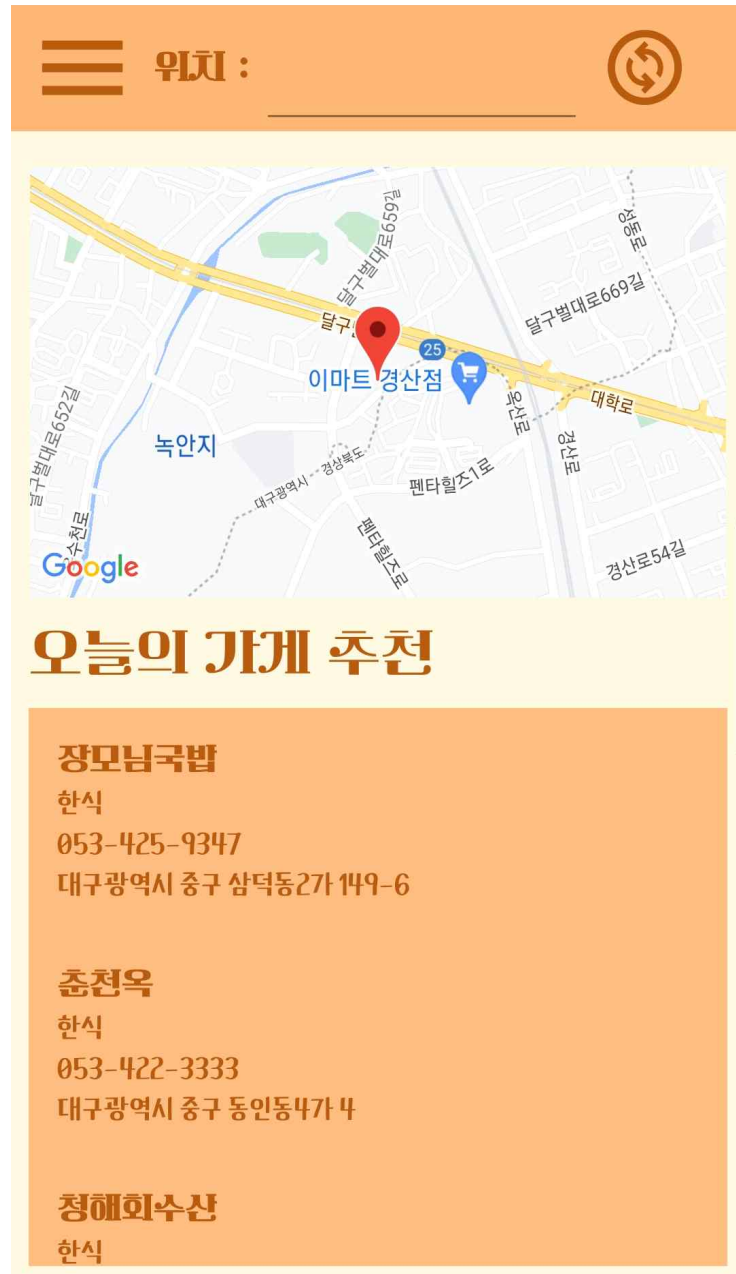 위치 :
달구벌대로659길
성동로
달구벌대로669길
달구
25
이마트 경산점
옥산로
대학로
달구벌대로652길
녹안지
경상북도
대구광역시
펜타힐즈1로
경산로
수천로
펜타힐즈로
경산로54길
Google
오늘의 가게 추천
장모님국밥
한식
053-425-9347
대구광역시 중구 삼덕동2가 149-6
춘천옥
한식
053-422-3333
대구광역시 중구 동인동4가 4
청해회수산
한식